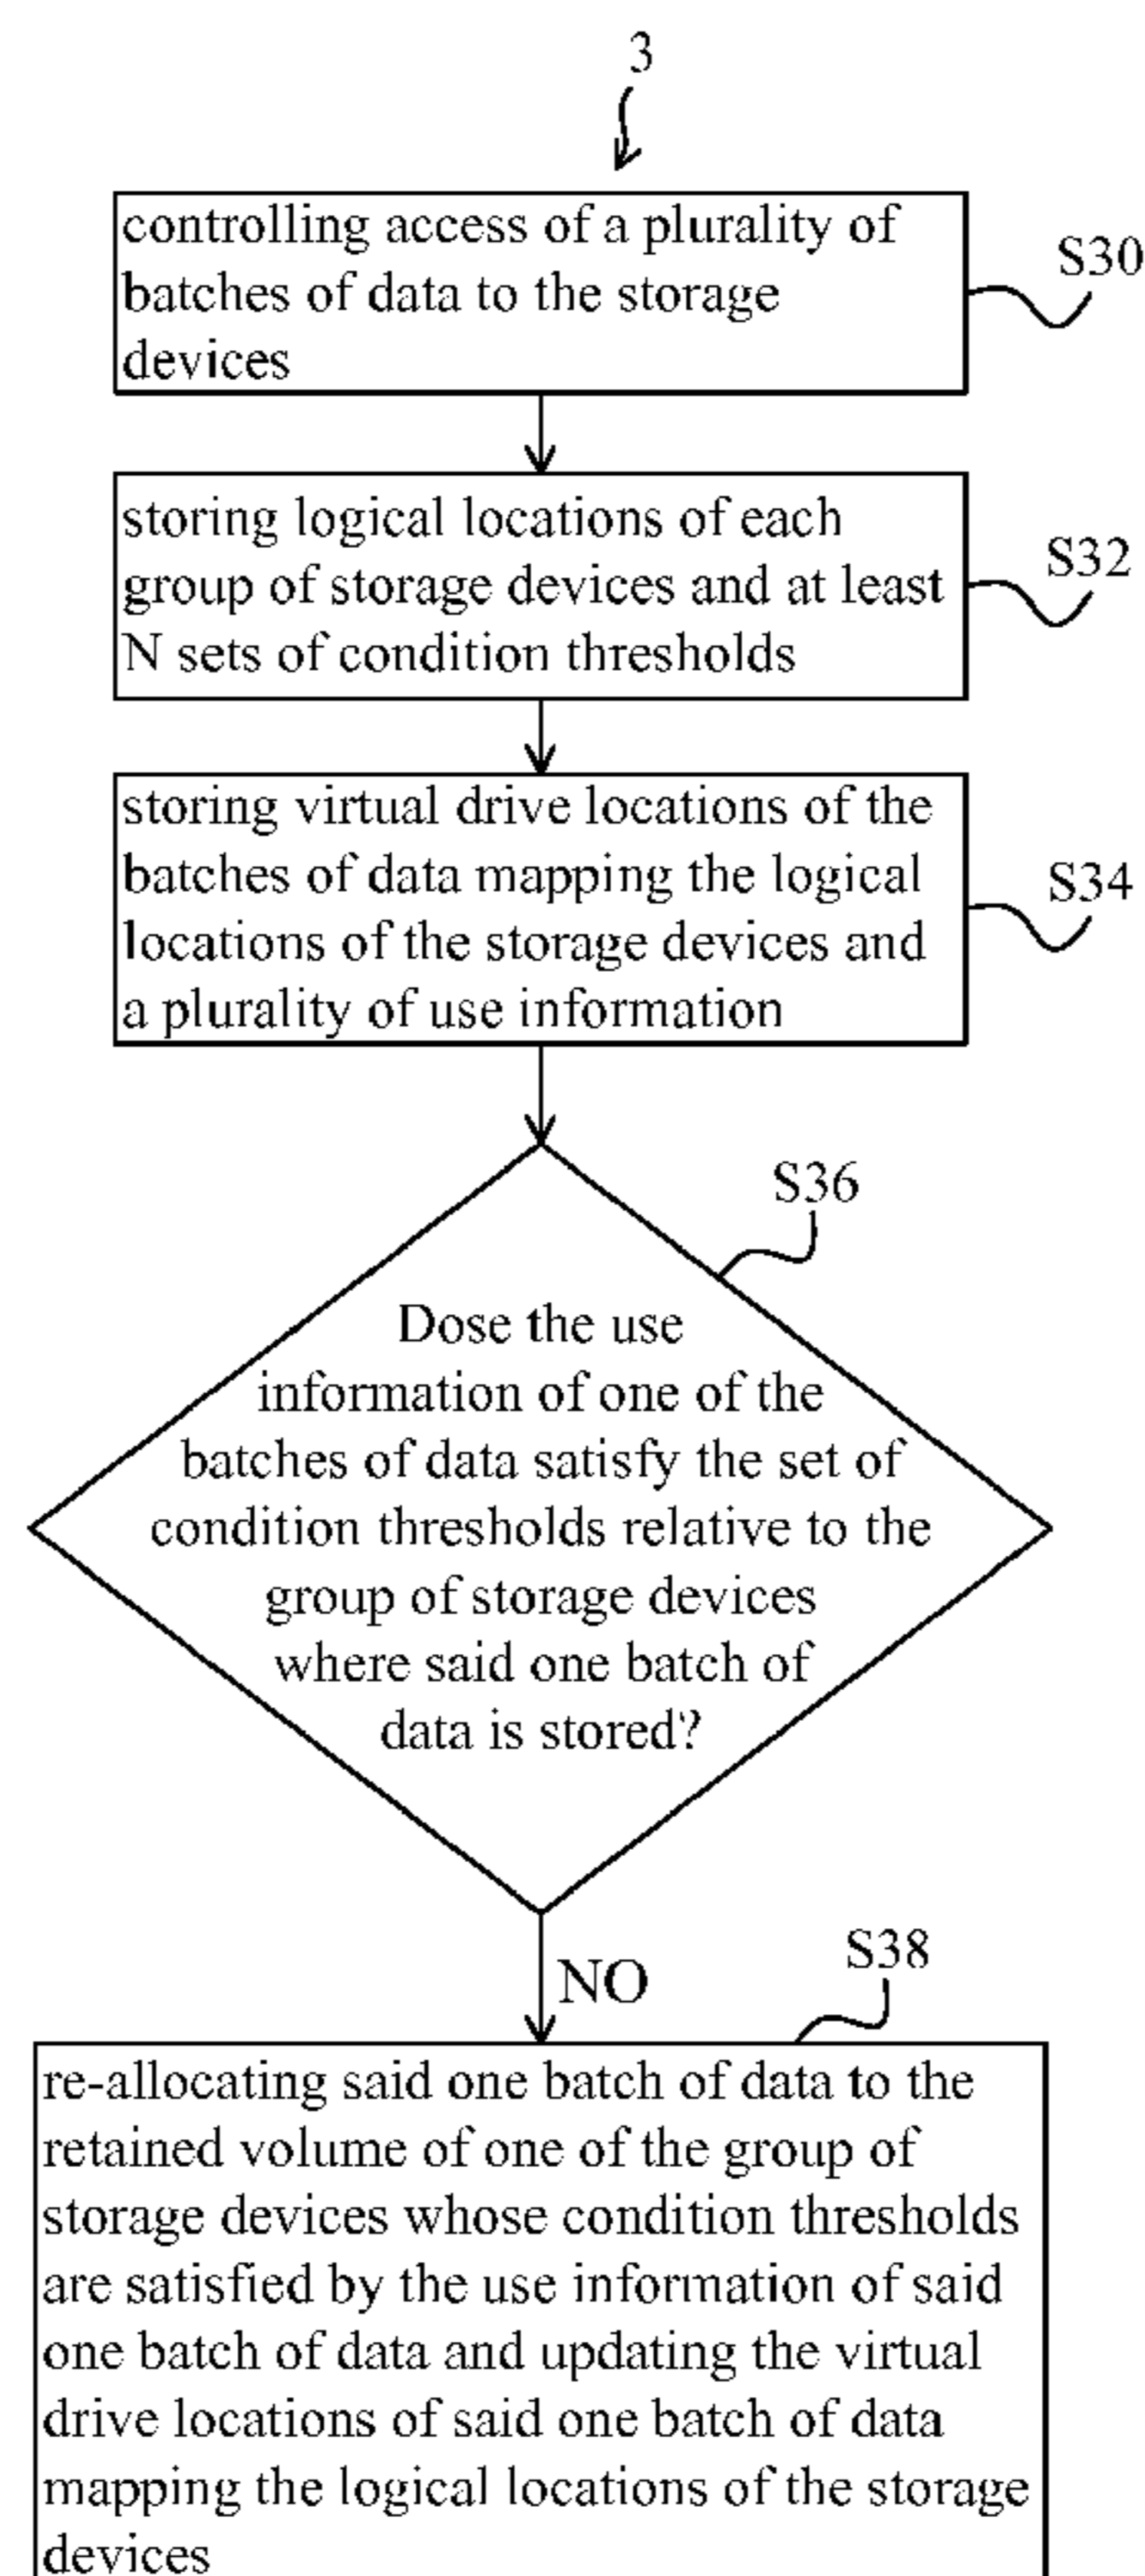 3
controlling access of a plurality of
batches of data to the storage
devices
S30
storing logical locations of each
group of storage devices and at least
N sets of condition thresholds
S32
storing virtual drive locations of the
batches of data mapping the logical
locations of the storage devices and
a plurality of use information
S34
S36
Dose the use
information of one of the
batches of data satisfy the set of
condition thresholds relative to the
group of storage devices
where said one batch of
data is stored?
NO
S38
re-allocating said one batch of data to the
retained volume of one of the group of
storage devices whose condition thresholds
are satisfied by the use information of said
one batch of data and updating the virtual
drive locations of said one batch of data
mapping the logical locations of the storage
devices